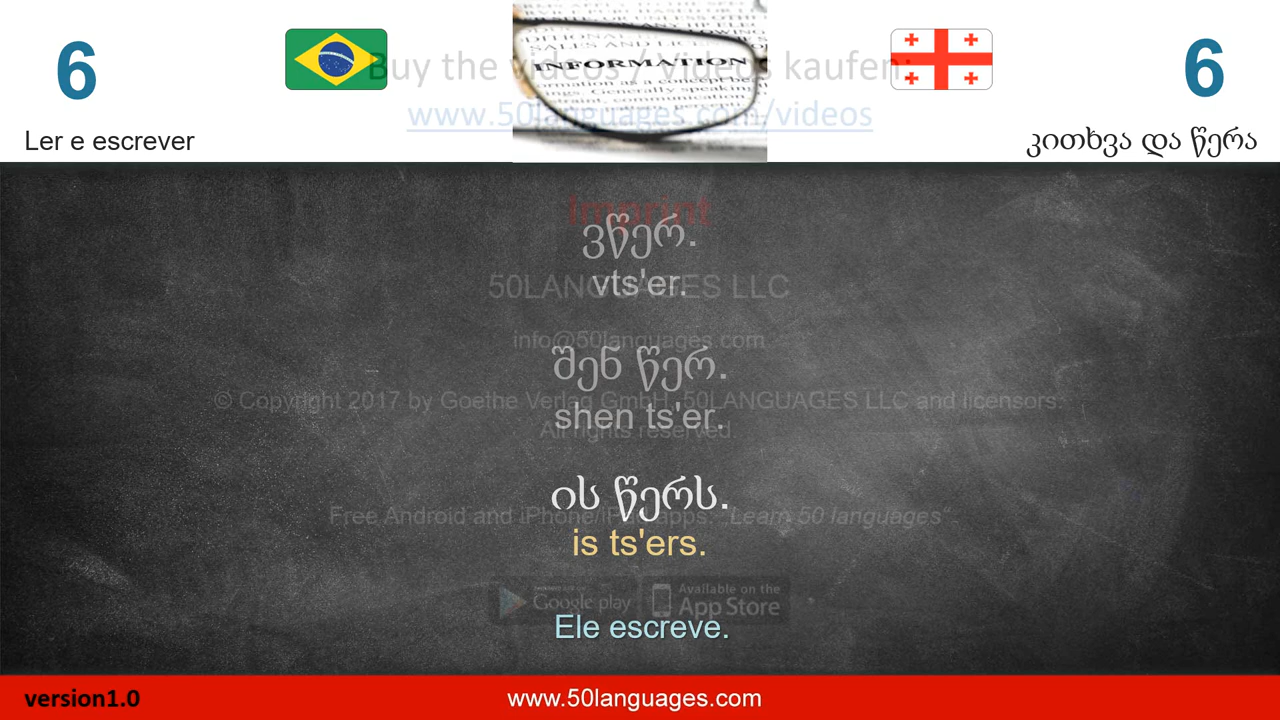 6
6
Buy the videos / Videos kaufen:
www.50languages.com/videos
INFORMATION
Ler e escrever
კითხვა და წერა
Imprint
ვწერ.
vts'er.
50LANGUAGES LLC
info@50languages.com
შენ წერ.
© Copyright 2017 by Goethe Verlag GmbH, 50LANGUAGES LLC and licensors.
shen ts'er.
All rights reserved
ის წერს.
Free Android and iPhone/iPad apps: “Learn 50 languages“
is ts'ers.
ANDROID APP ON
Google play
Available on the
App Store
Ele escreve.
version1.0
www.50languages.com